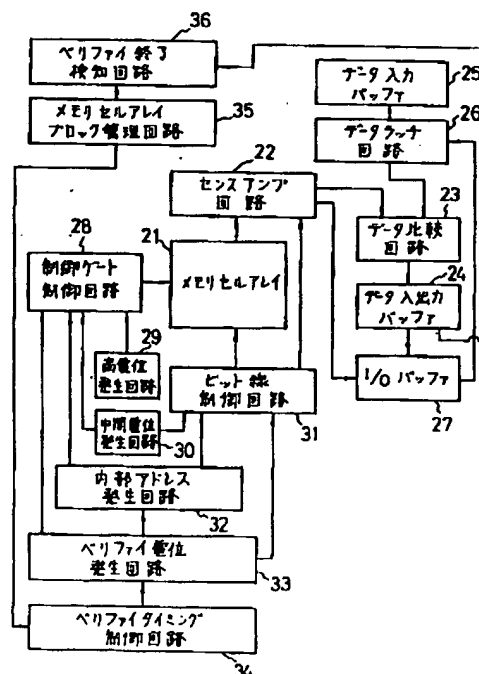 36
ベリファイ終了
検知回路
35
メモリセルアレイ
ブロック管理回路
データ入力
バッファ
25
データラッチ
回路
26
22
センスアンプ
回路
23
データ比較
回路
28
制御ゲート
制御回路
21
メモリセルアレイ
24
データ入出力
バッファ
高電位
発生回路
29
ビット線
制御回路
31
I/Oバッファ
27
中間電位
発生回路
30
内部アドレス
発生回路
32
ベリファイ電位
発生回路
33
ベリファイタイミング
制御回路
34